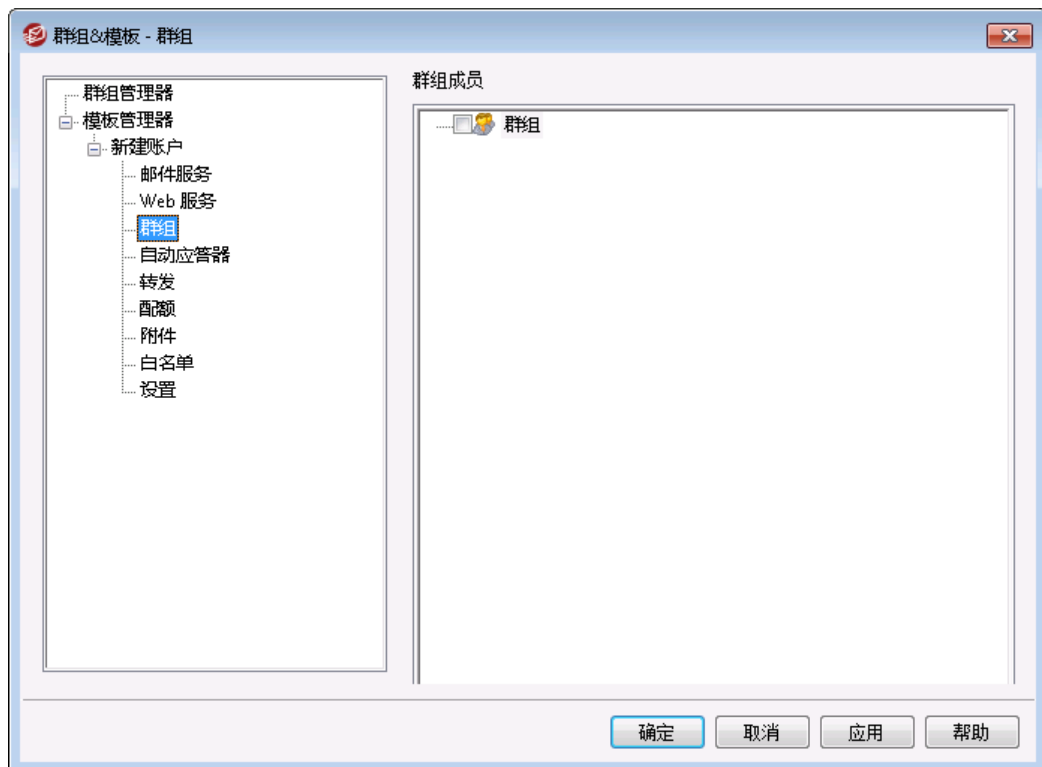 群组&模板 - 群组
群组管理器
模板管理器
新建账户
邮件服务
Web 服务
群组
自动应答器
转发
配额
附件
白名单
设置
群组成员
群组
确定
取消
应用
帮助